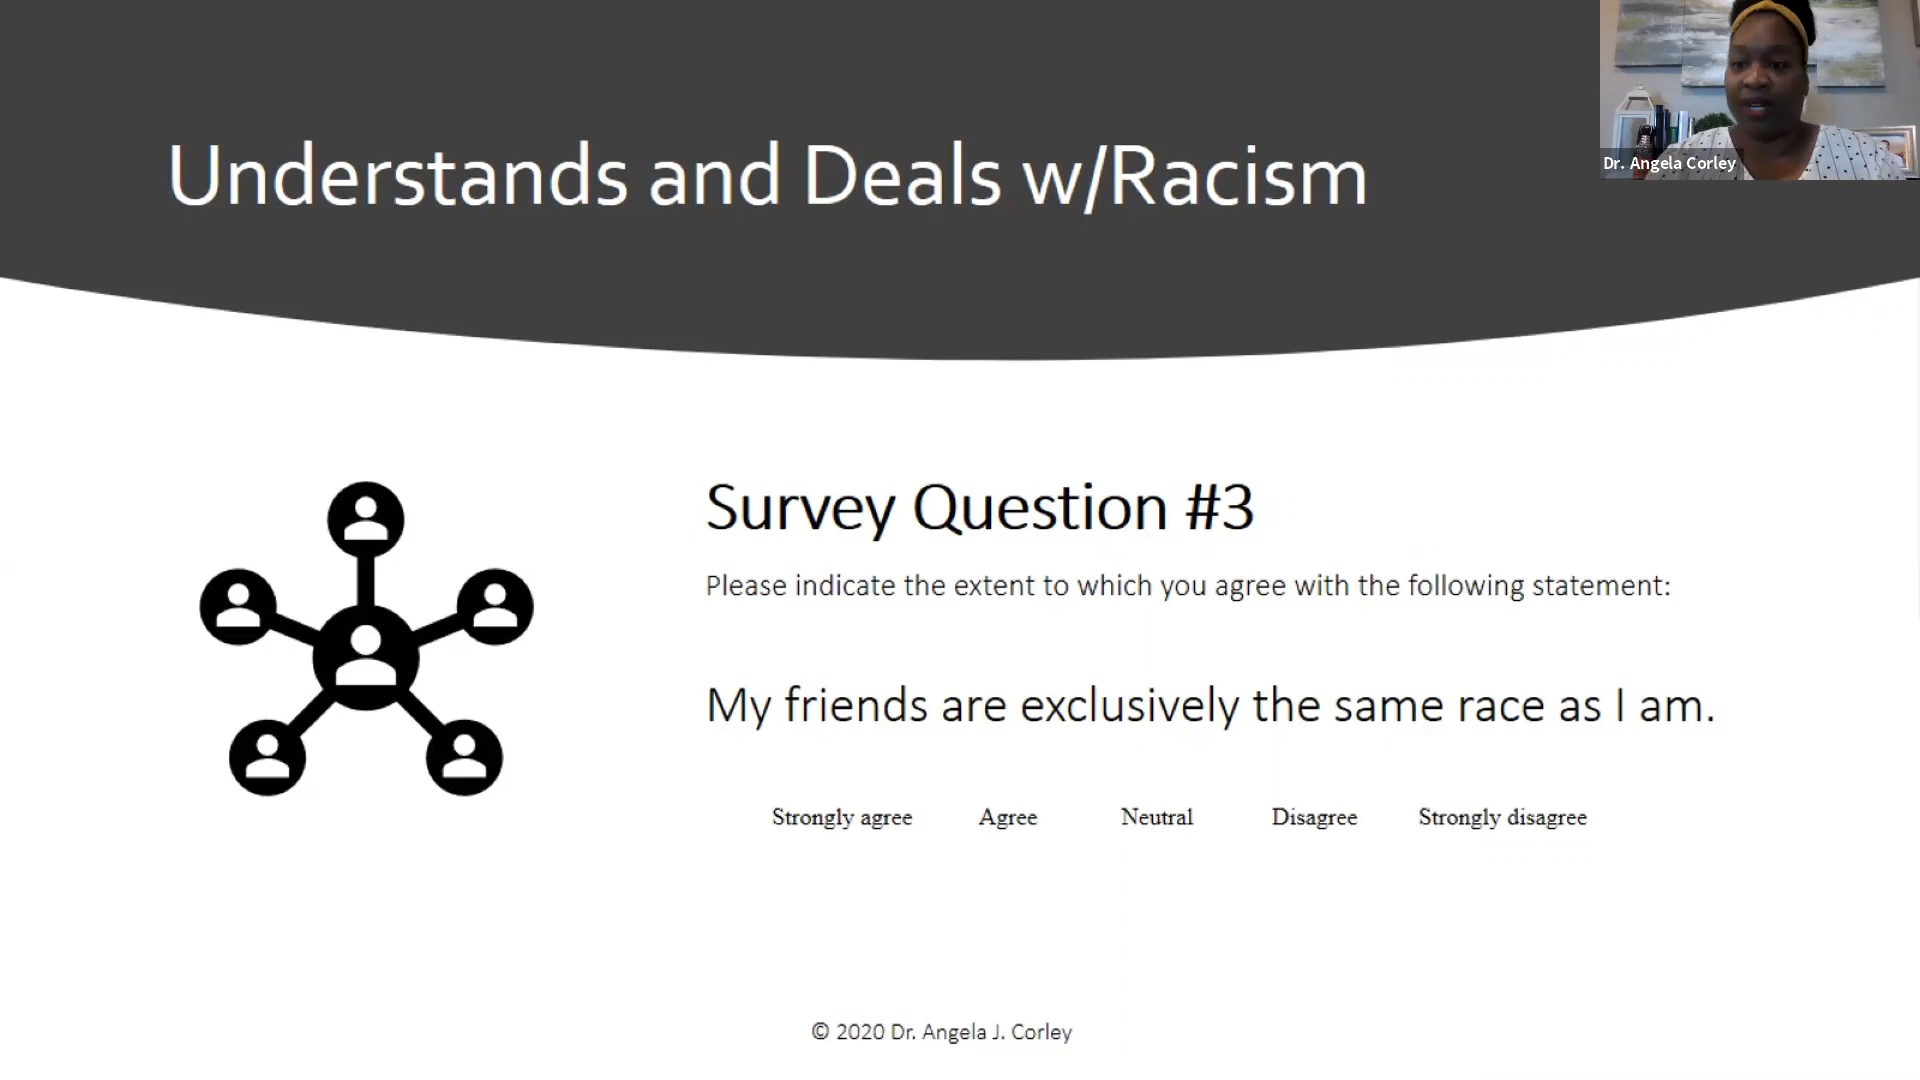 Understands and Deals w/Racism
Dr. Angela Corley
Survey Question #3
Please indicate the extent to which you agree with the following statement:
My friends are exclusively the same race as I am.
Strongly agree Agree Neutral Disagree Strongly disagree
© 2020 Dr. Angela J. Corley